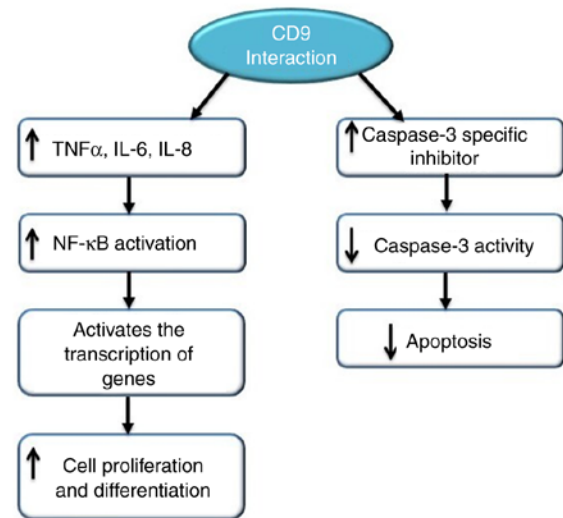 CD9
Interaction
↑ TNFα, IL-6, IL-8
↑ NF-κB activation
Activates the
transcription of
genes
↑ Cell proliferation
and differentiation
↑ Caspase-3 specific
inhibitor
↓ Caspase-3 activity
↓ Apoptosis